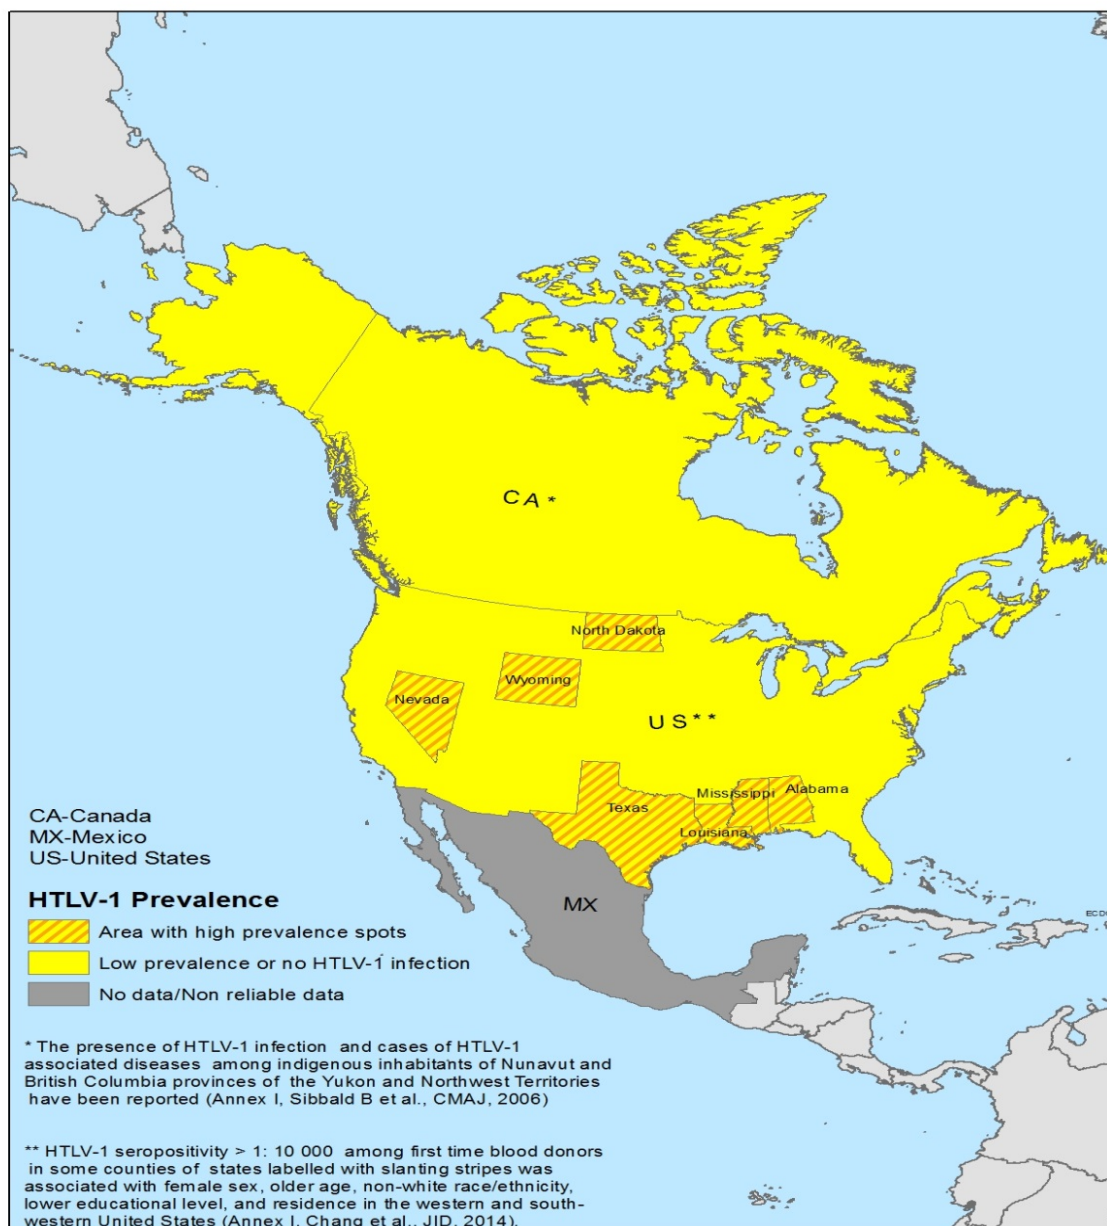 CA*
North Dakota
Wyoming
Nevada
US**
Mississippi
Alabama
Texas
Louisiana
MX
CA-Canada
MX-Mexico
US-United States
HTLV-1 Prevalence
Area with high prevalence spots
Low prevalence or no HTLV-1 infection
No data/Non reliable data
* The presence of HTLV-1 infection and cases of HTLV-1
associated diseases among indigenous inhabitants of Nunavut and
British Columbia provinces of the Yukon and Northwest Territories
have been reported (Annex I, Sibbald B et al., CMAJ, 2006)
** HTLV-1 seropositivity > 1: 10 000 among first time blood donors
in some counties of states labelled with slanting stripes was
associated with female sex, older age, non-white race/ethnicity,
lower educational level, and residence in the western and south-
western United States (Annex I, Chang et al., JID, 2014).